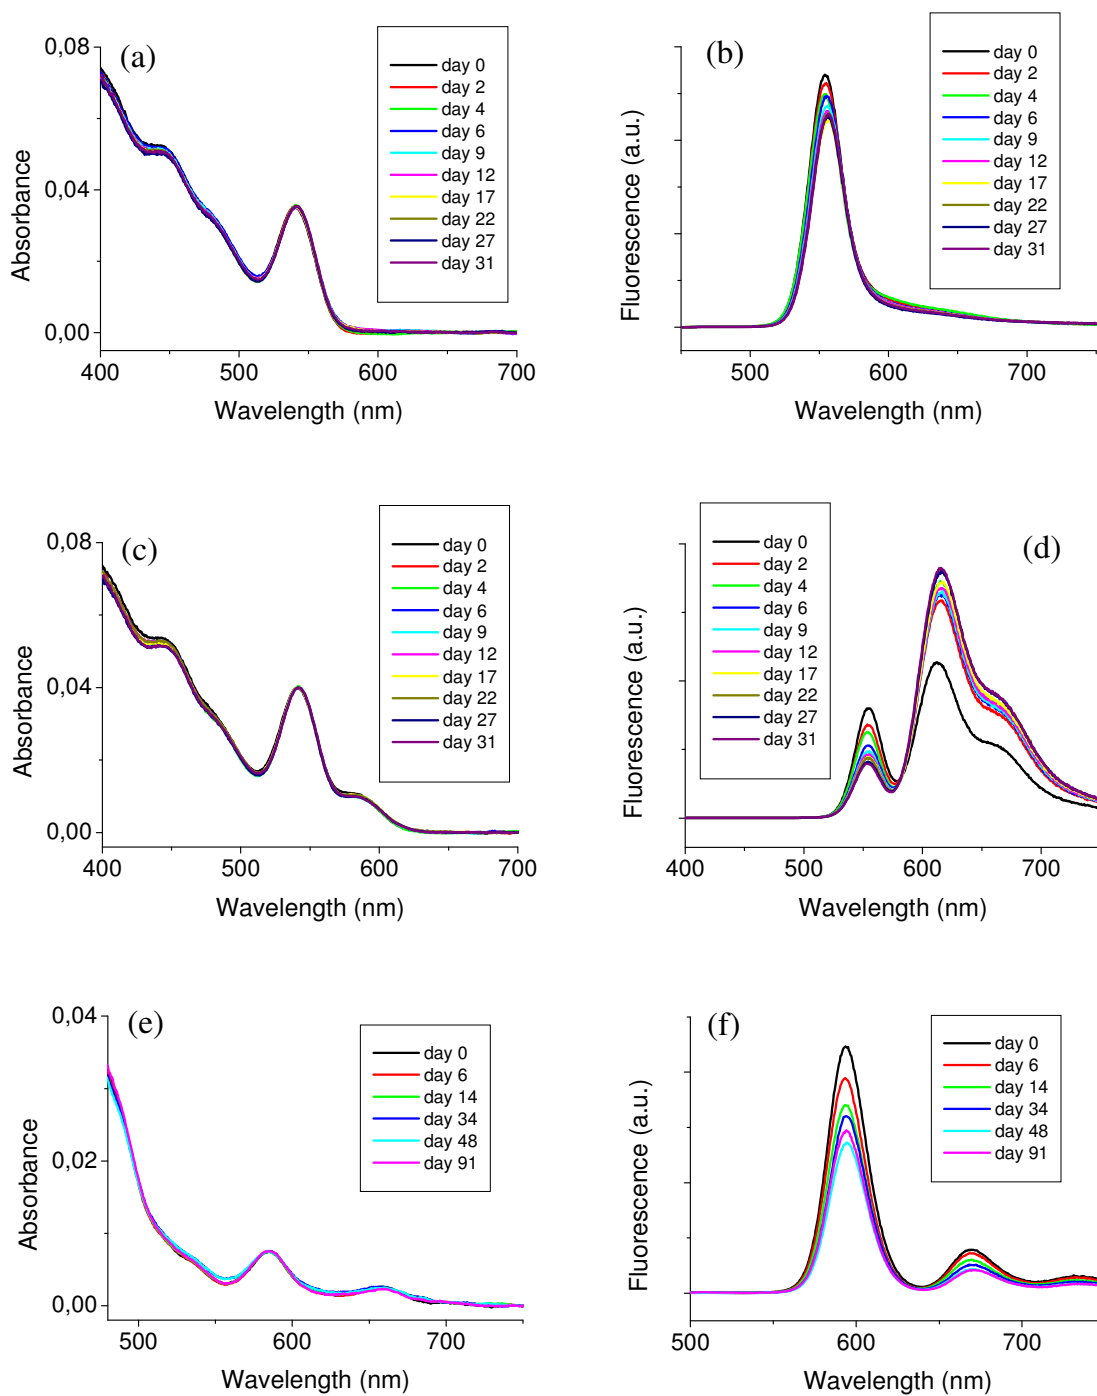 (a)
0,08
0,04
0,00
Absorbance
400
500
600
700
Wavelength (nm)
day 0
day 2
day 4
day 6
day 9
day 12
day 17
day 22
day 27
day 31
(b)
Fluorescence (a.u.)
500
600
700
Wavelength (nm)
day 0
day 2
day 4
day 6
day 9
day 12
day 17
day 22
day 27
day 31
(c)
0,08
0,04
0,00
Absorbance
400
500
600
700
Wavelength (nm)
day 0
day 2
day 4
day 6
day 9
day 12
day 17
day 22
day 27
day 31
(d)
Fluorescence (a.u.)
400
500
600
700
Wavelength (nm)
day 0
day 2
day 4
day 6
day 9
day 12
day 17
day 22
day 27
day 31
(e)
0,04
0,02
0,00
Absorbance
500
600
700
Wavelength (nm)
day 0
day 6
day 14
day 34
day 48
day 91
(f)
Fluorescence (a.u.)
500
600
700
Wavelength (nm)
day 0
day 6
day 14
day 34
day 48
day 91